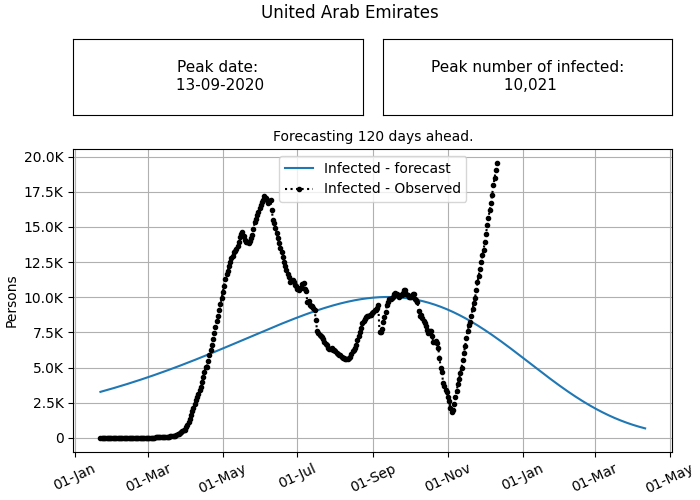 United Arab Emirates
Peak date:
13-09-2020
Peak number of infected:
10,021
Forecasting 120 days ahead.
Infected - forecast
Infected - Observed
Persons
20.0K
17.5K
15.0K
12.5K
10.0K
7.5K
5.0K
2.5K
0
01-Jan
01-Mar
01-May
01-Jul
01-Sep
01-Nov
01-Jan
01-Mar
01-May